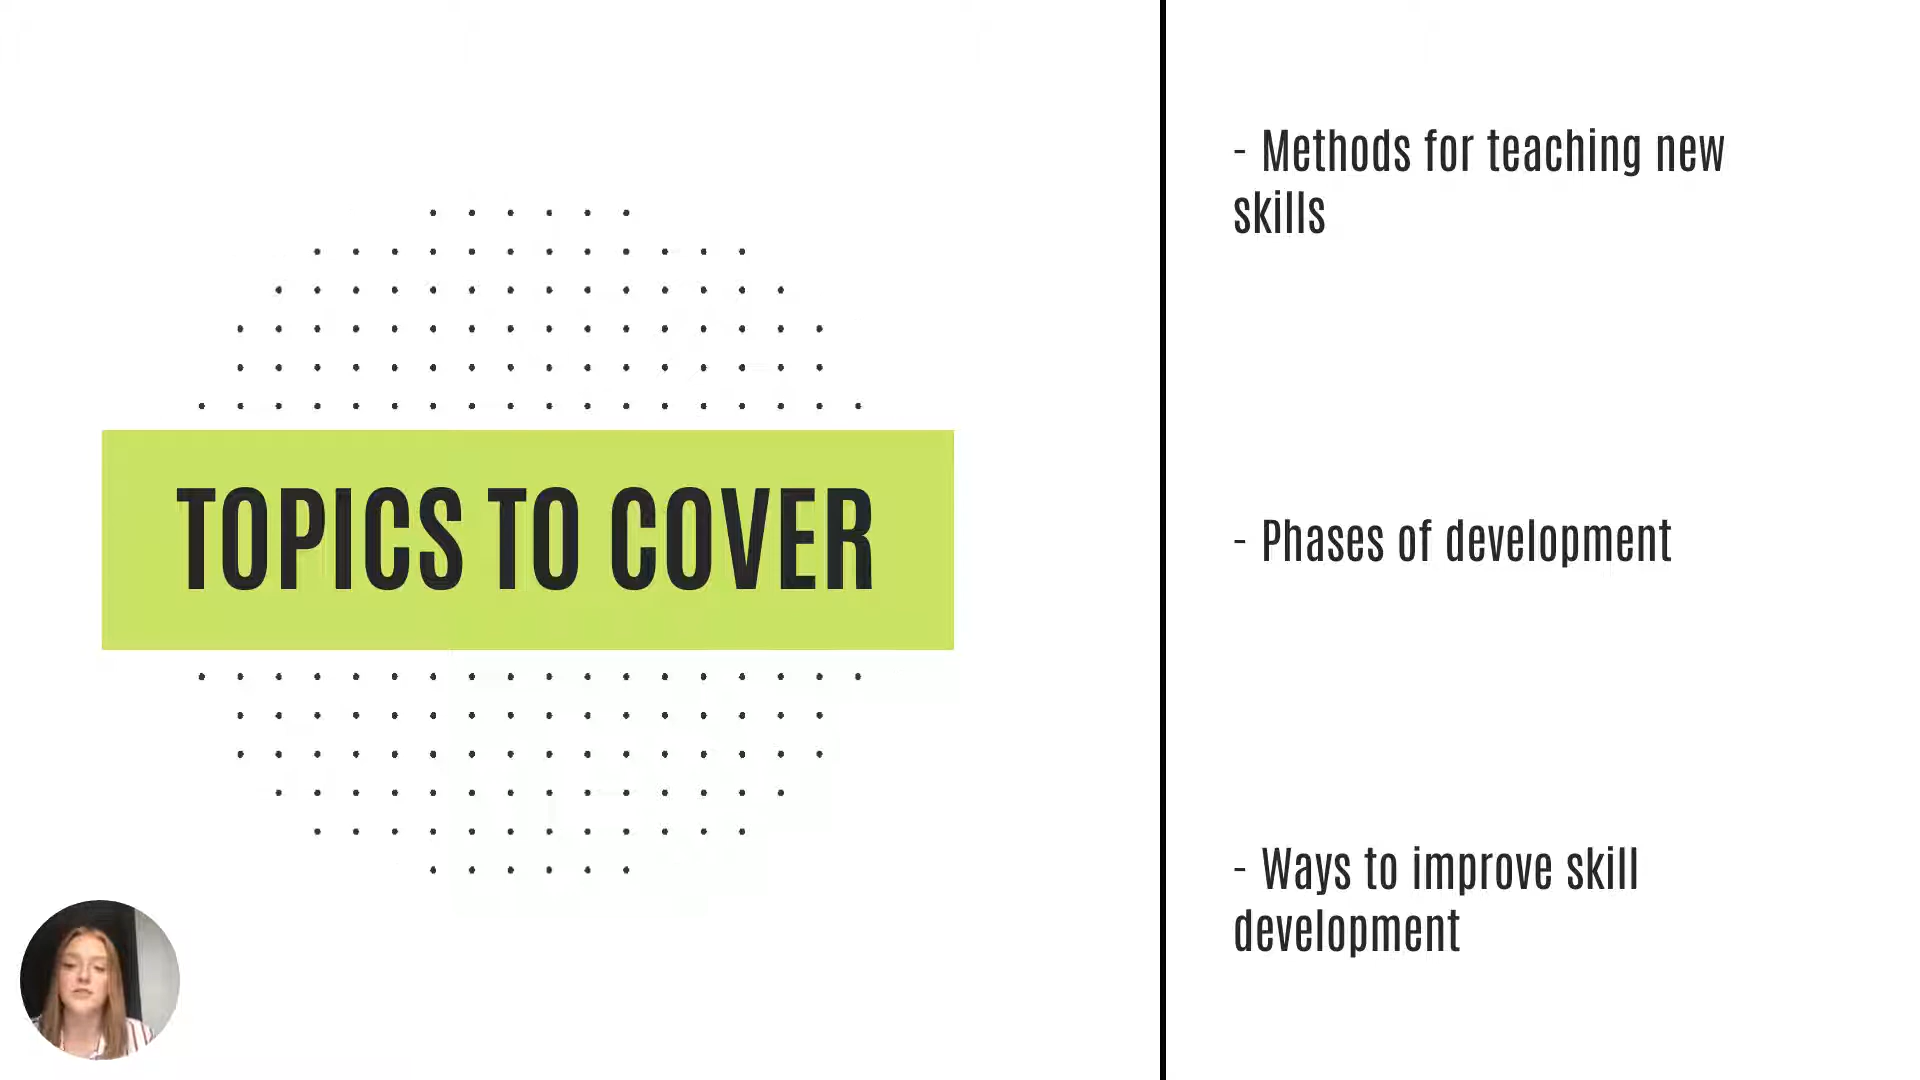 TOPICS TO COVER
- Methods for teaching new
skills
- Phases of development
- Ways to improve skill
development